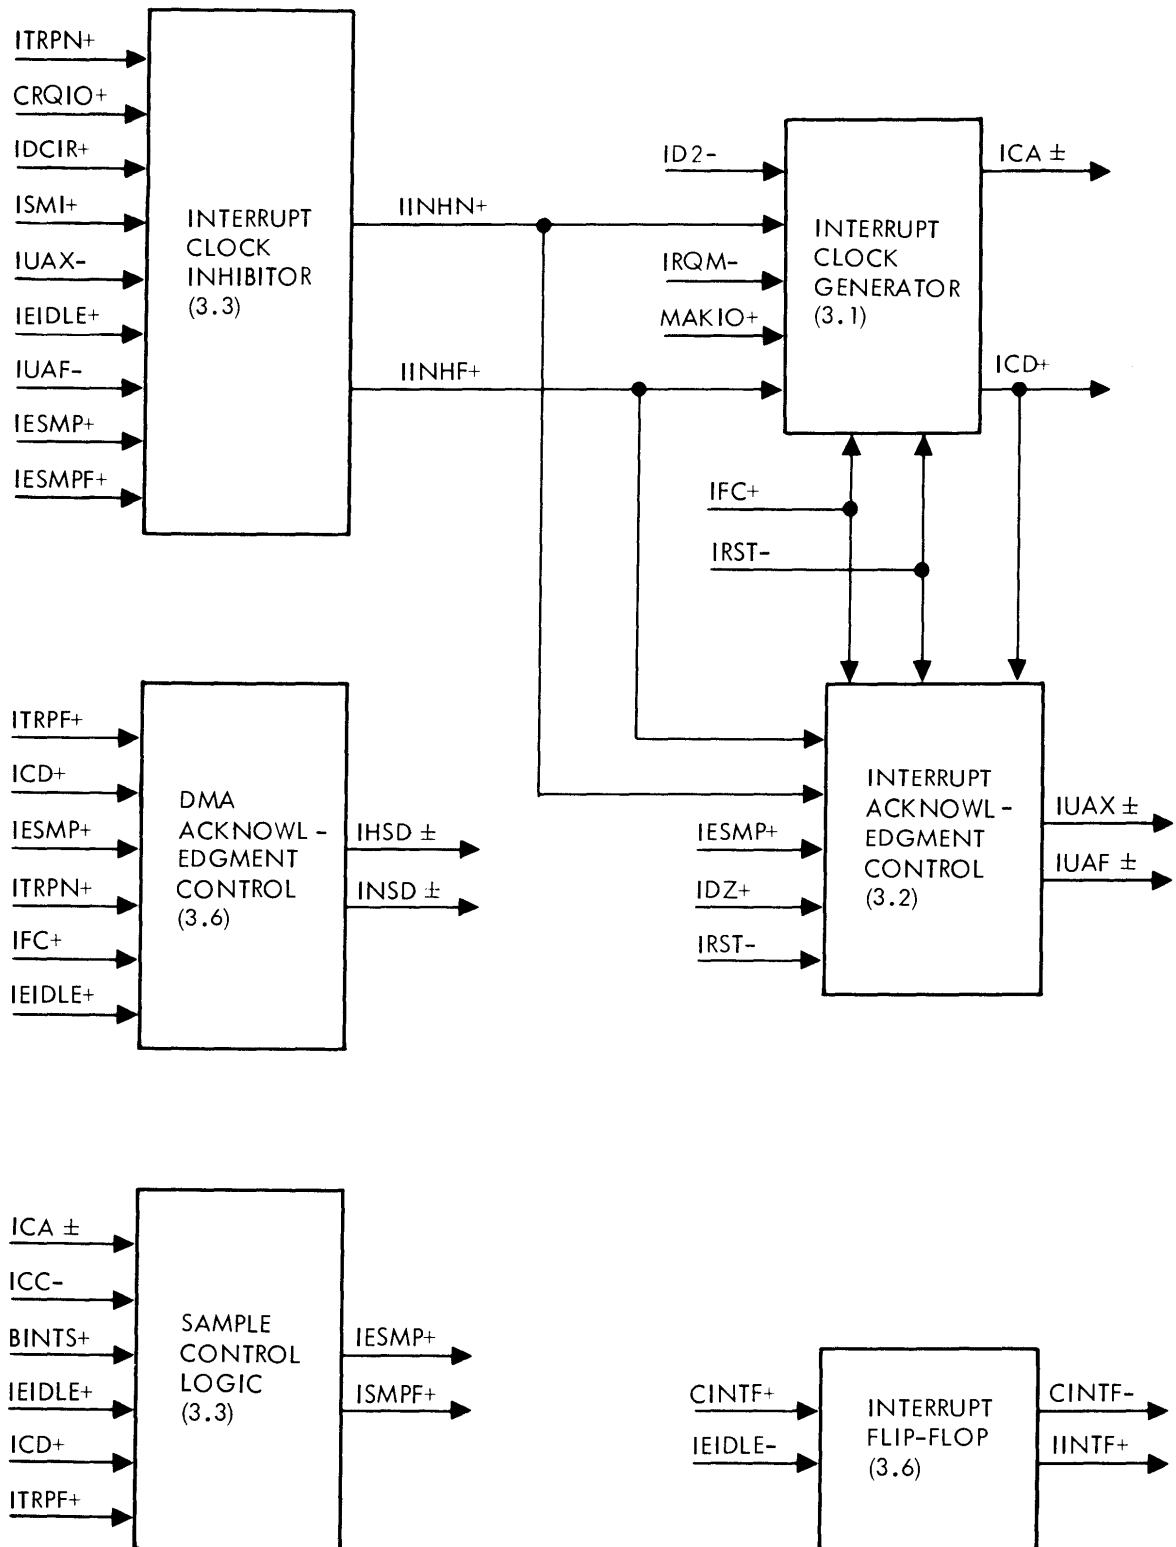 ITRPN+
CRQIO+
IDCIR+
ISMI+
IUAX-
IEIDLE+
IUAF-
IESMP+
IESMPF+
INTERRUPT
CLOCK
INHIBITOR
(3.3)
IINHN+
IINHF+
ID2-
IRQM-
MAKIO+
INTERRUPT
CLOCK
GENERATOR
(3.1)
ICA ±
ICD+
IFC+
IRST-
ITRPF+
ICD+
IESMP+
ITRPN+
IFC+
IEIDLE+
DMA
ACKNOWL-
EDGMENT
CONTROL
(3.6)
IHSD ±
INSD ±
IESMP+
IDZ+
IRST-
INTERRUPT
ACKNOWL-
EDGMENT
CONTROL
(3.2)
IUAX ±
IUAF ±
ICA ±
ICC-
BINTS+
IEIDLE+
ICD+
ITRPF+
SAMPLE
CONTROL
LOGIC
(3.3)
IESMP+
ISMPF+
CINTF+
IEIDLE-
INTERRUPT
FLIP-FLOP
(3.6)
CINTF-
IINTF+